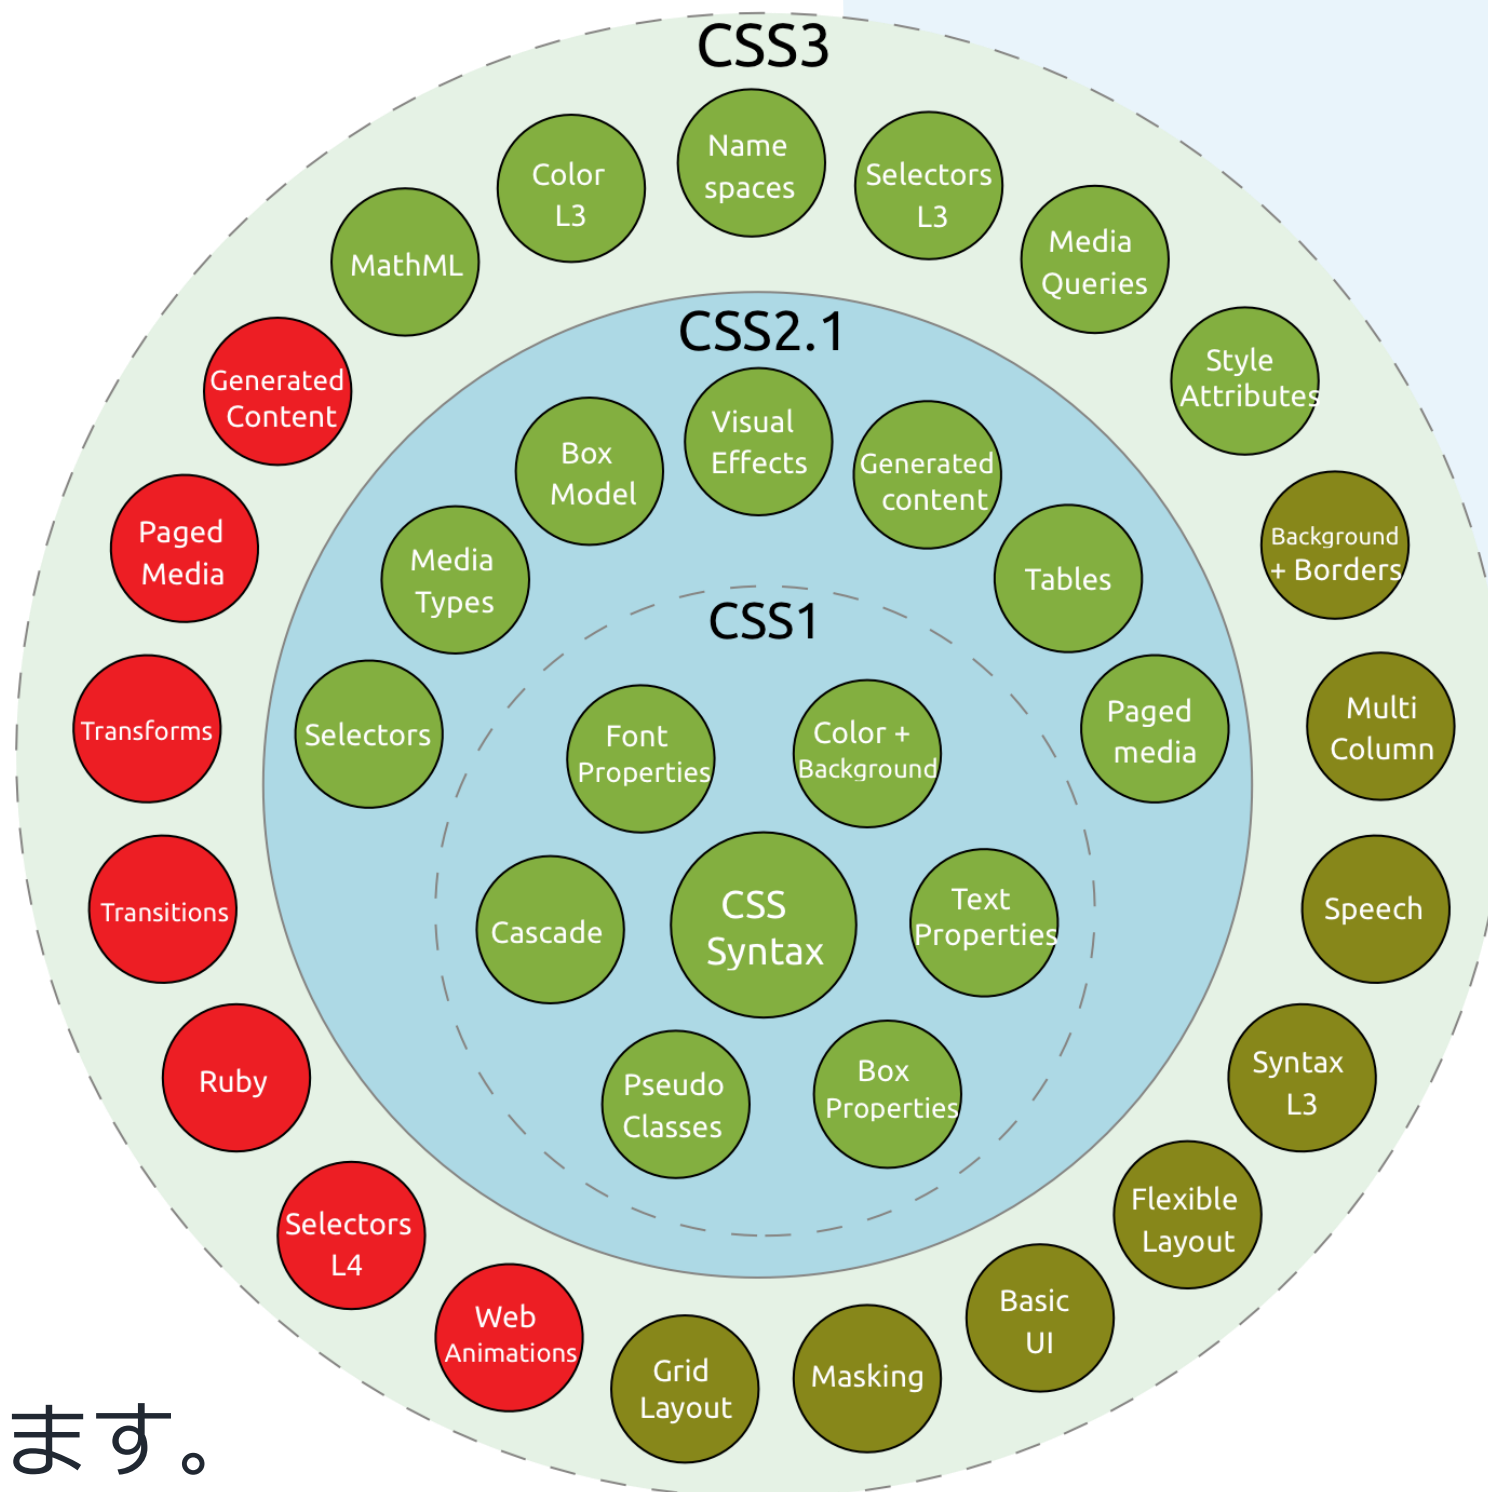 CSS3
Name
spaces
Color
L3
Selectors
L3
MathML
Media
Queries
Generated
Content
Style
Attributes
Paged
Media
Background
+ Borders
Transforms
Multi
Column
Transitions
Speech
Ruby
Syntax
L3
Selectors
L4
Flexible
Layout
Web
Animations
Basic
UI
Grid
Layout
Masking
CSS2.1
Visual
Effects
Box
Model
Generated
content
Media
Types
Tables
Selectors
Paged
media
CSS1
Font
Properties
Color +
Background
Cascade
CSS
Syntax
Text
Properties
Pseudo
Classes
Box
Properties
ます。